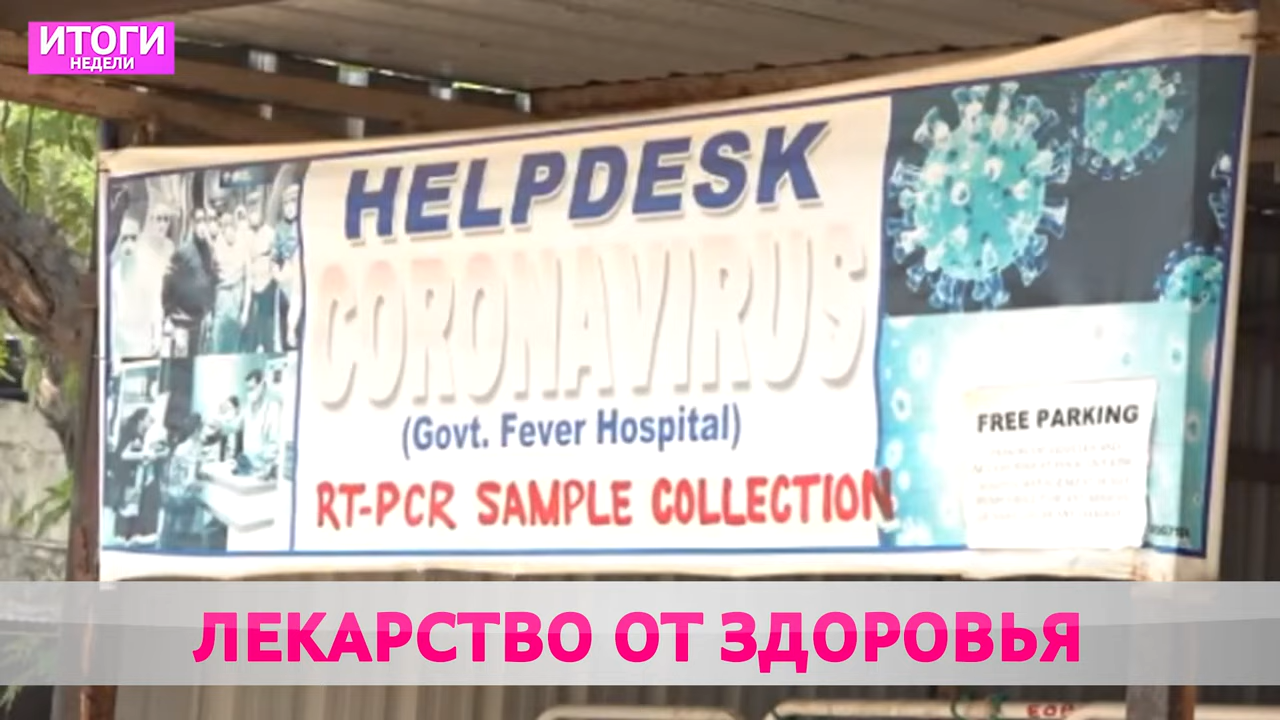 ИТОГИ
НЕДЕЛИ
HELPDESK
CORONAVIRUS
(Govt. Fever Hospital)
RT-PCR SAMPLE COLLECTION
FREE PARKING
ЛЕКАРСТВО ОТ ЗДОРОВЬЯ